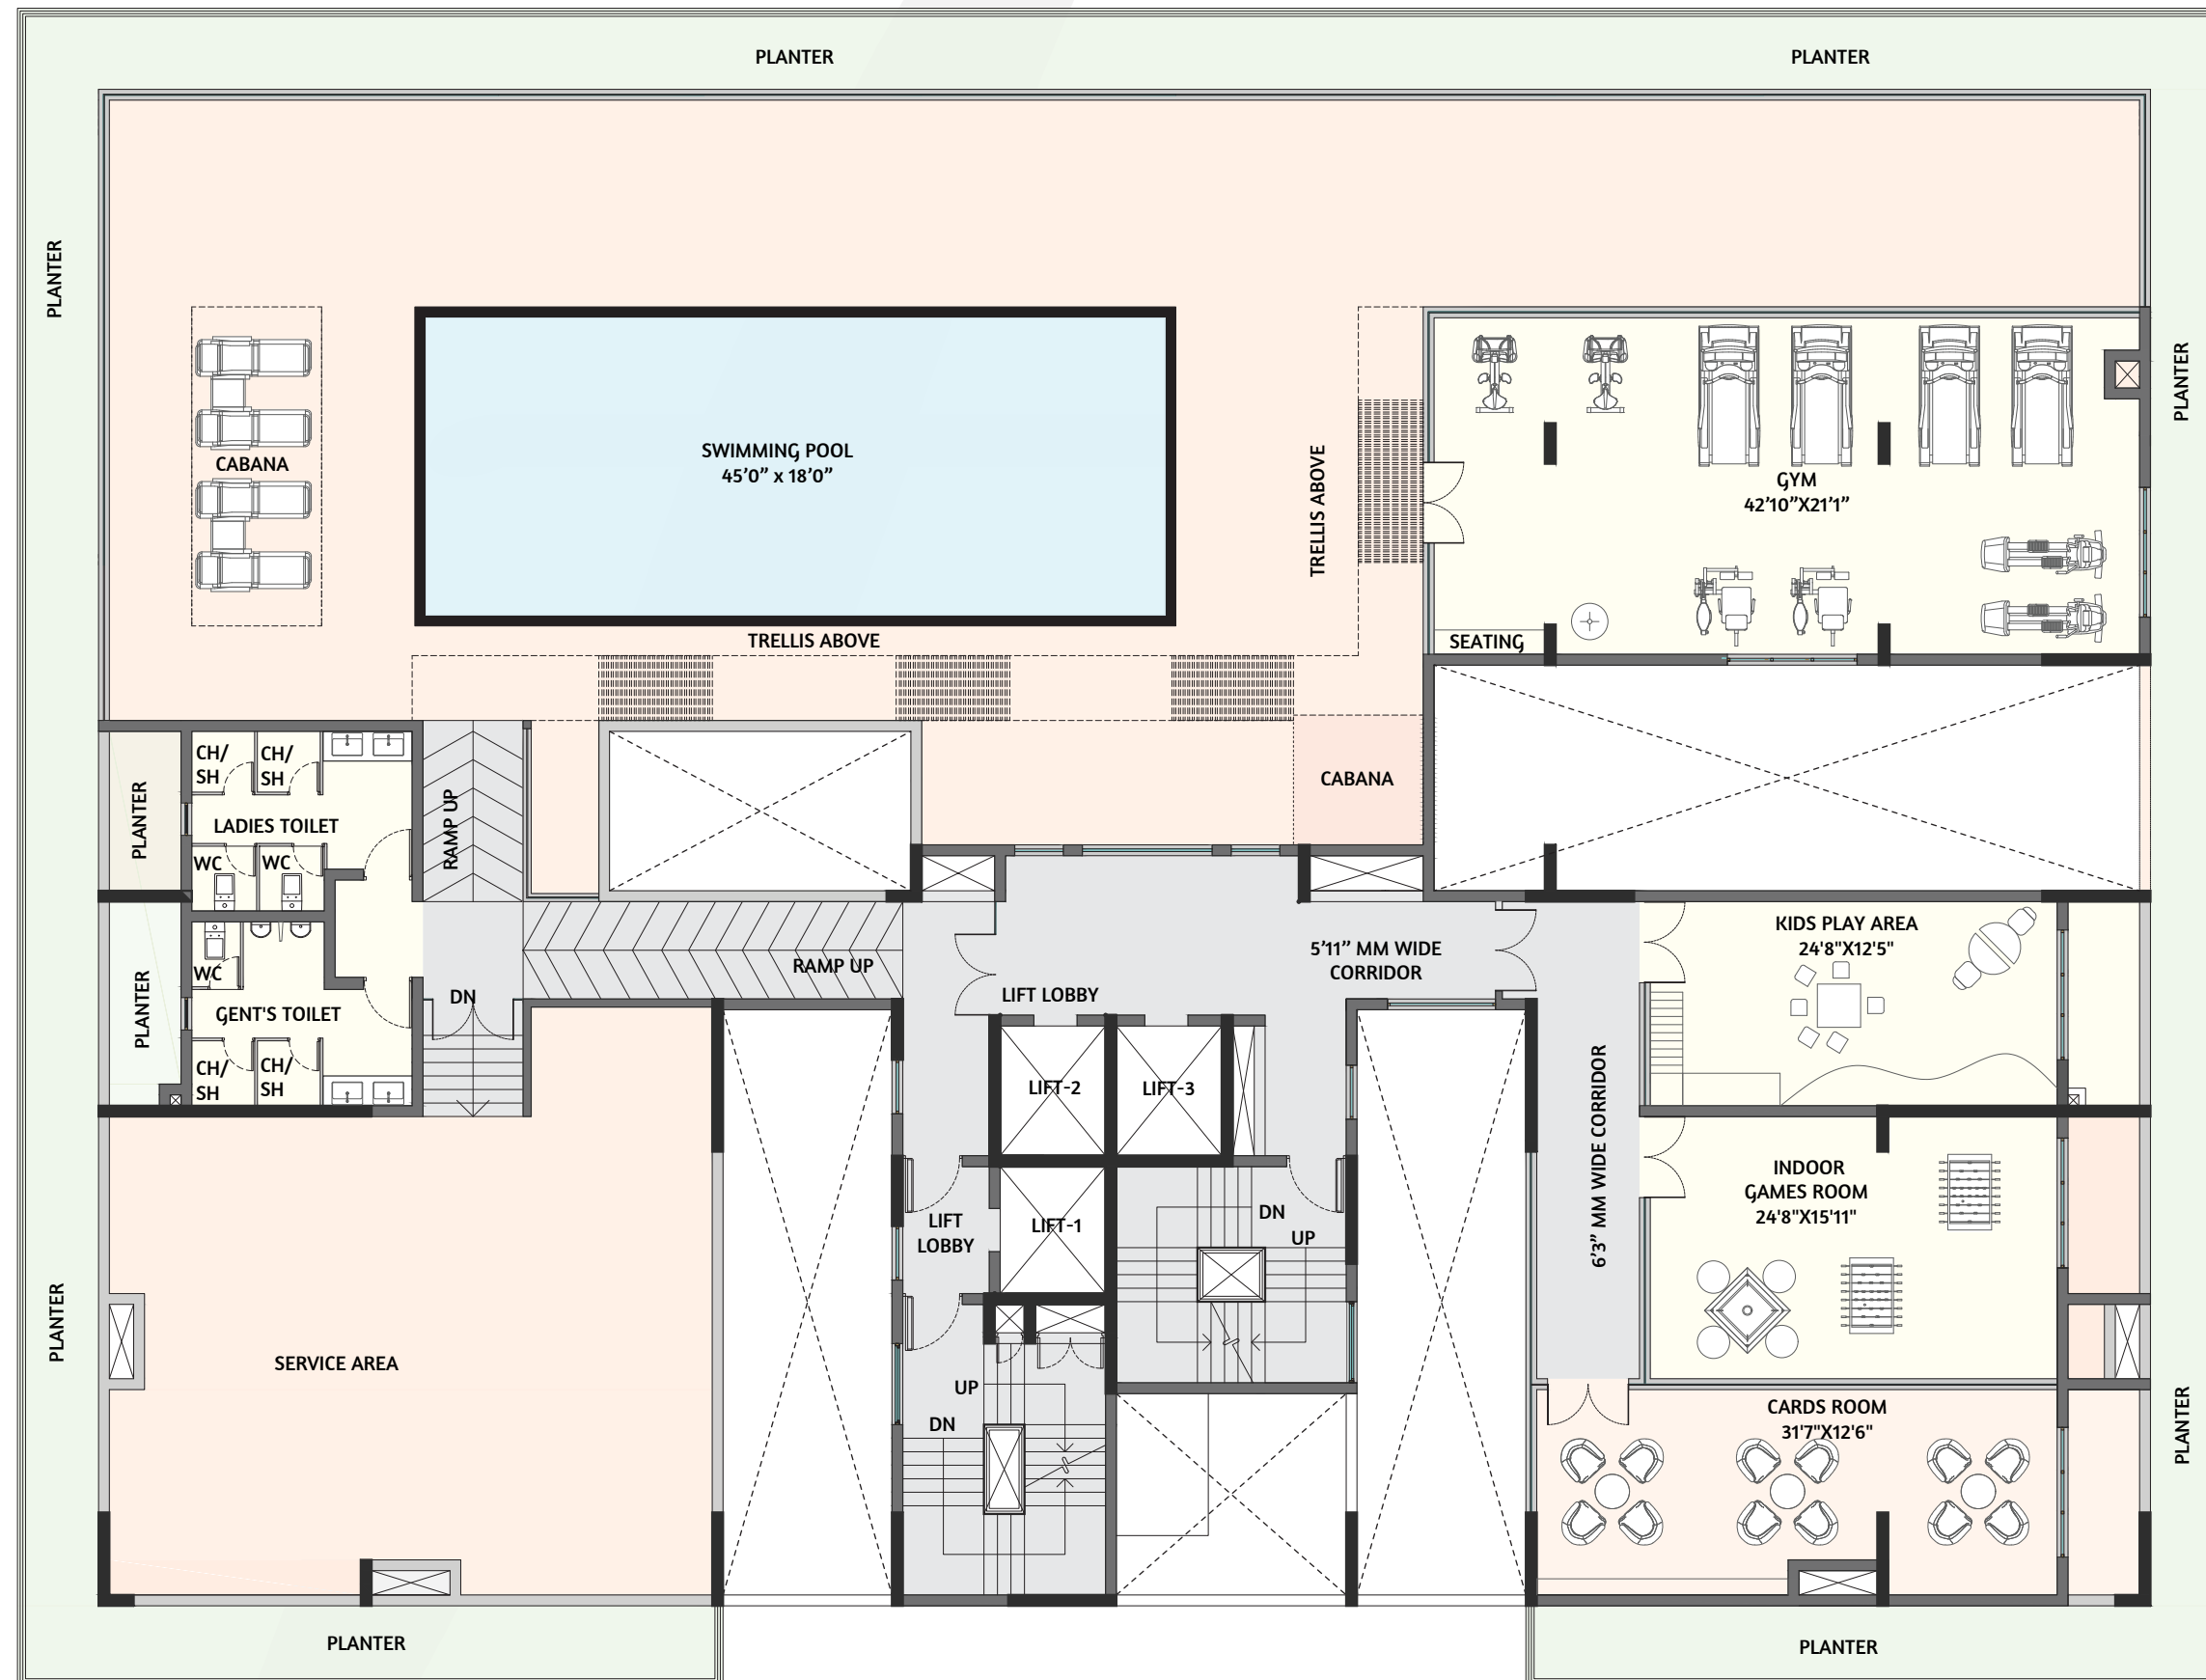 PLANTER
PLANTER
PLANTER
PLANTER
CABANA
SWIMMING POOL
45’0” x 18’0”
TRELLIS ABOVE
TRELLIS ABOVE
GYM
42’10”X21’1”
SEATING
CABANA
CH/
SH
CH/
SH
PLANTER
LADIES TOILET
WC
WC
RAMP UP
WC
PLANTER
GENT'S TOILET
CH/
SH
CH/
SH
DN
RAMP UP
LIFT LOBBY
5’11” MM WIDE
CORRIDOR
KIDS PLAY AREA
24'8"X12'5"
LIFT-2
LIFT-3
6’3” MM WIDE CORRIDOR
INDOOR
GAMES ROOM
24'8"X15'11"
LIFT
LOBBY
LIFT-1
DN
UP
PLANTER
SERVICE AREA
UP
DN
CARDS ROOM
31'7"X12'6"
PLANTER
PLANTER
PLANTER